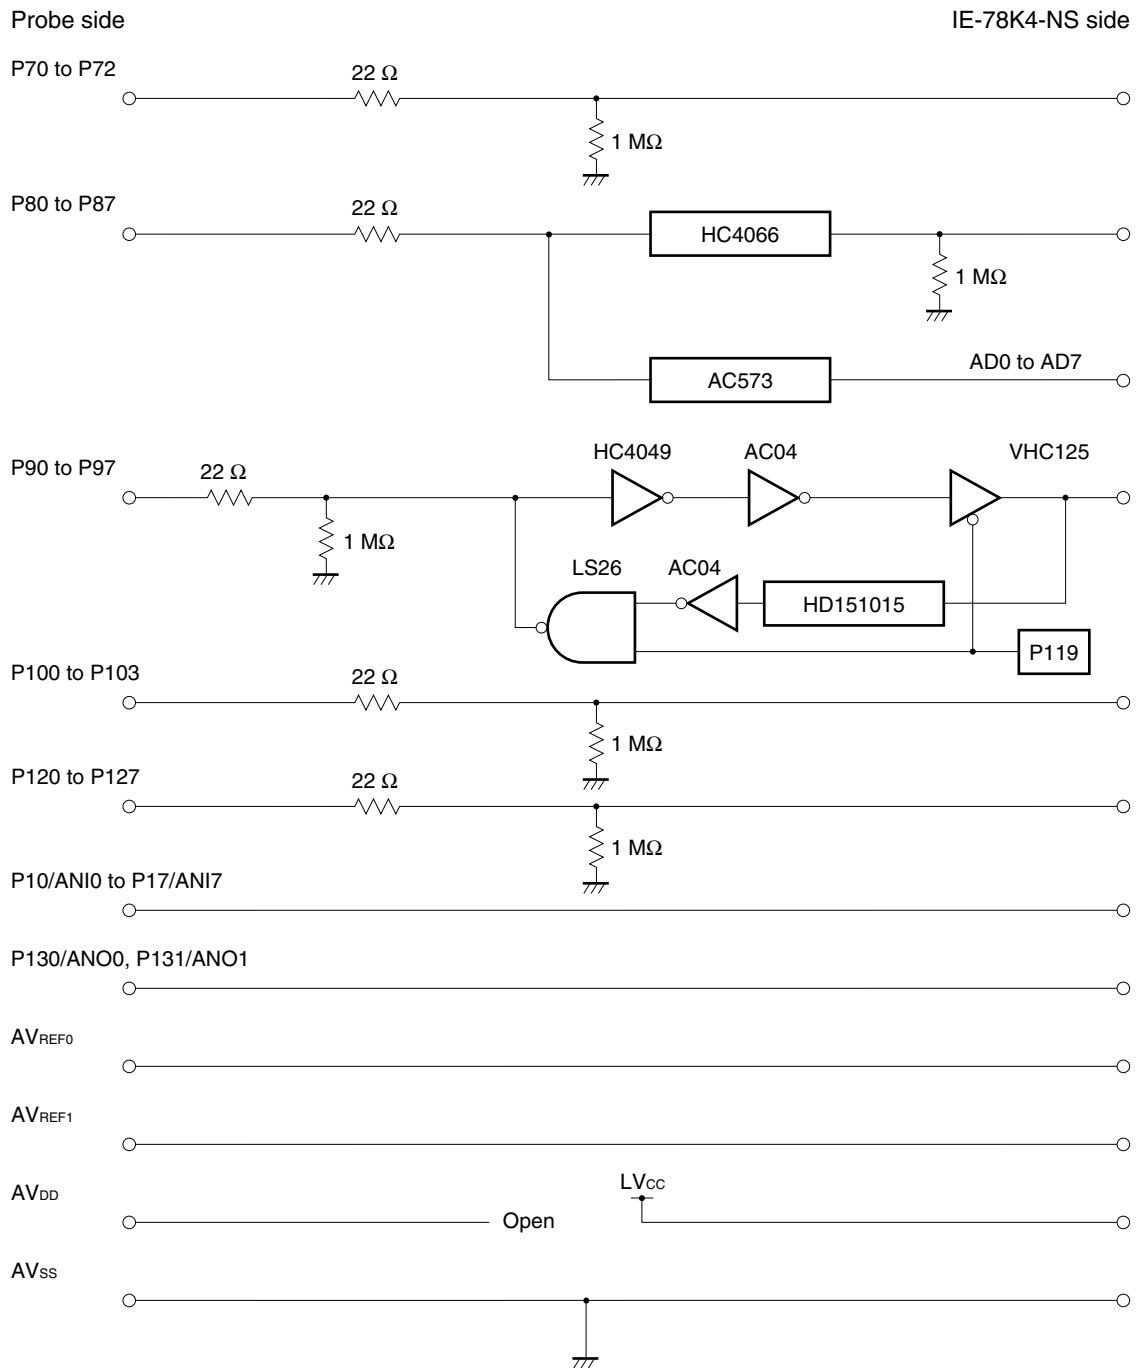 Probe side
IE-78K4-NS side
P70 to P72
22 Ω
1 MΩ
P80 to P87
22 Ω
HC4066
1 MΩ
AD0 to AD7
AC573
P90 to P97
22 Ω
HC4049
AC04
VHC125
1 MΩ
LS26
AC04
HD151015
P119
P100 to P103
22 Ω
1 MΩ
P120 to P127
22 Ω
1 MΩ
P10/ANI0 to P17/ANI7
P130/ANO0, P131/ANO1
AVREF0
AVREF1
AVDD
Open
LVCC
AVSS